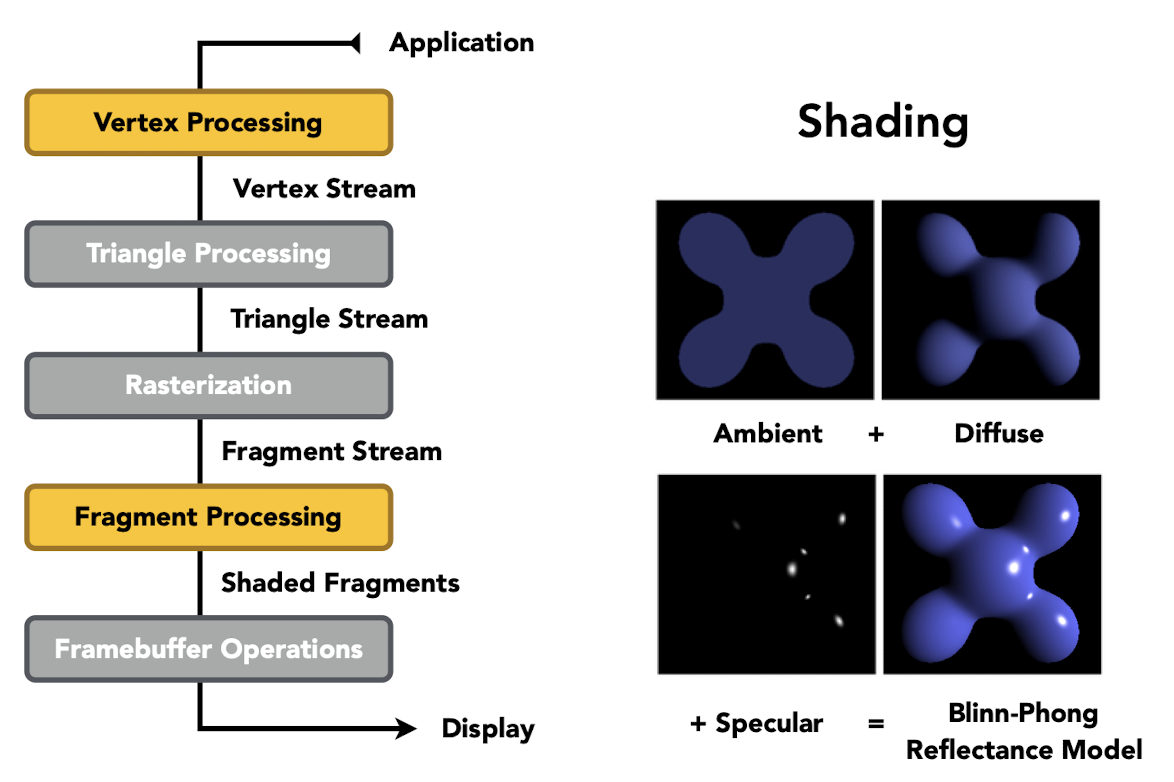 Application
Vertex Processing
Vertex Stream
Triangle Processing
Triangle Stream
Rasterization
Fragment Stream
Fragment Processing
Shaded Fragments
Framebuffer Operations
Display
Shading
Ambient + Diffuse
+ Specular = Blinn-Phong
Reflectance Model